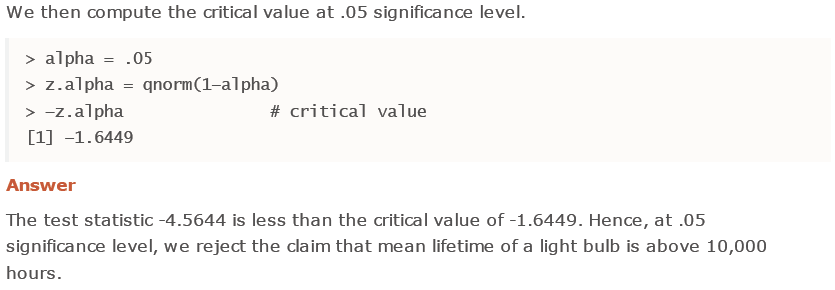 We then compute the critical value at .05 significance level.
> alpha = .05
> z.alpha = qnorm(1−alpha)
> −z.alpha # critical value
[1] −1.6449
Answer
The test statistic -4.5644 is less than the critical value of -1.6449. Hence, at .05
significance level, we reject the claim that mean lifetime of a light bulb is above 10,000
hours.